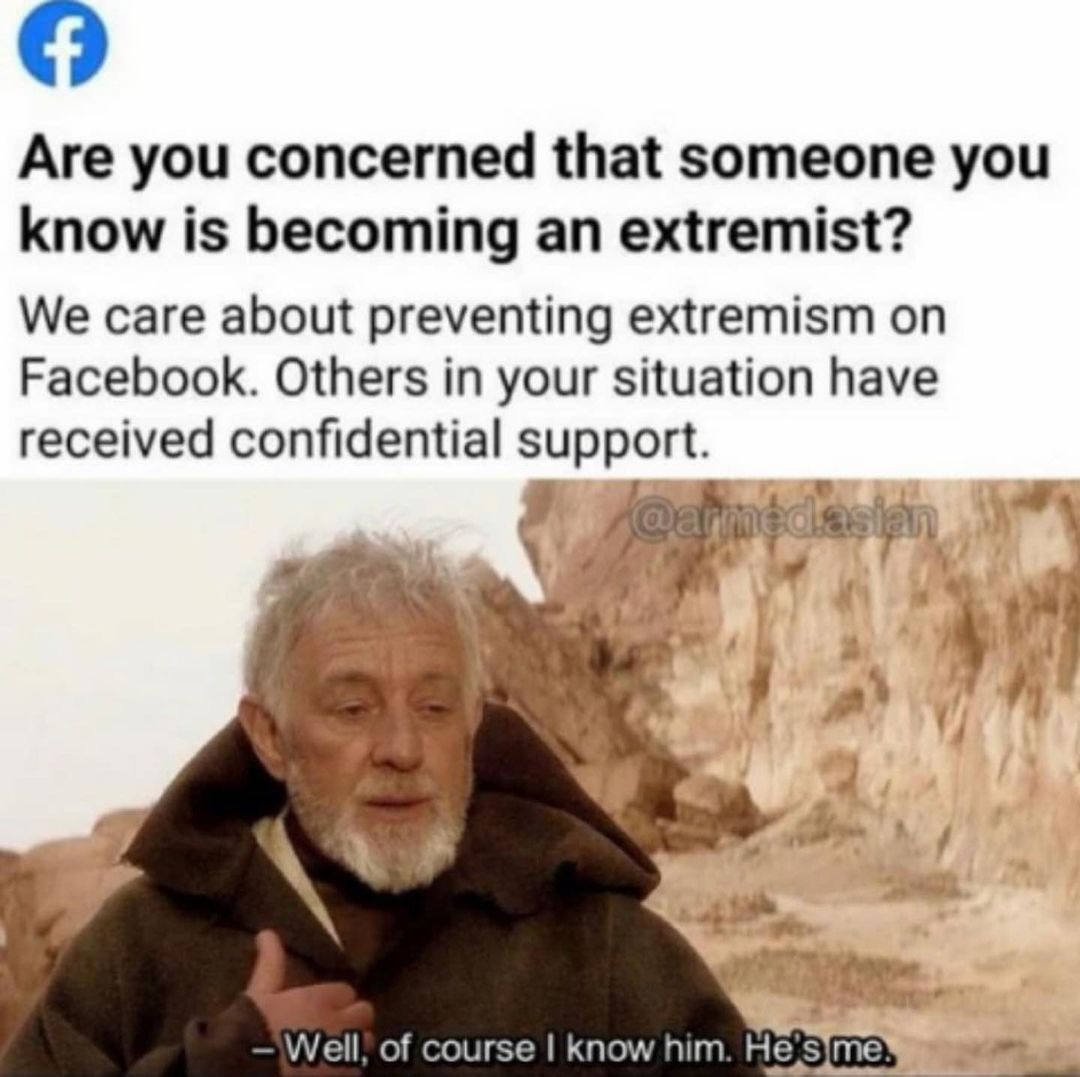 Are you concerned that someone you
know is becoming an extremist?
We care about preventing extremism on
Facebook. Others in your situation have
received confidential support.
@armed.asian
– Well, of course I know him. He's me.